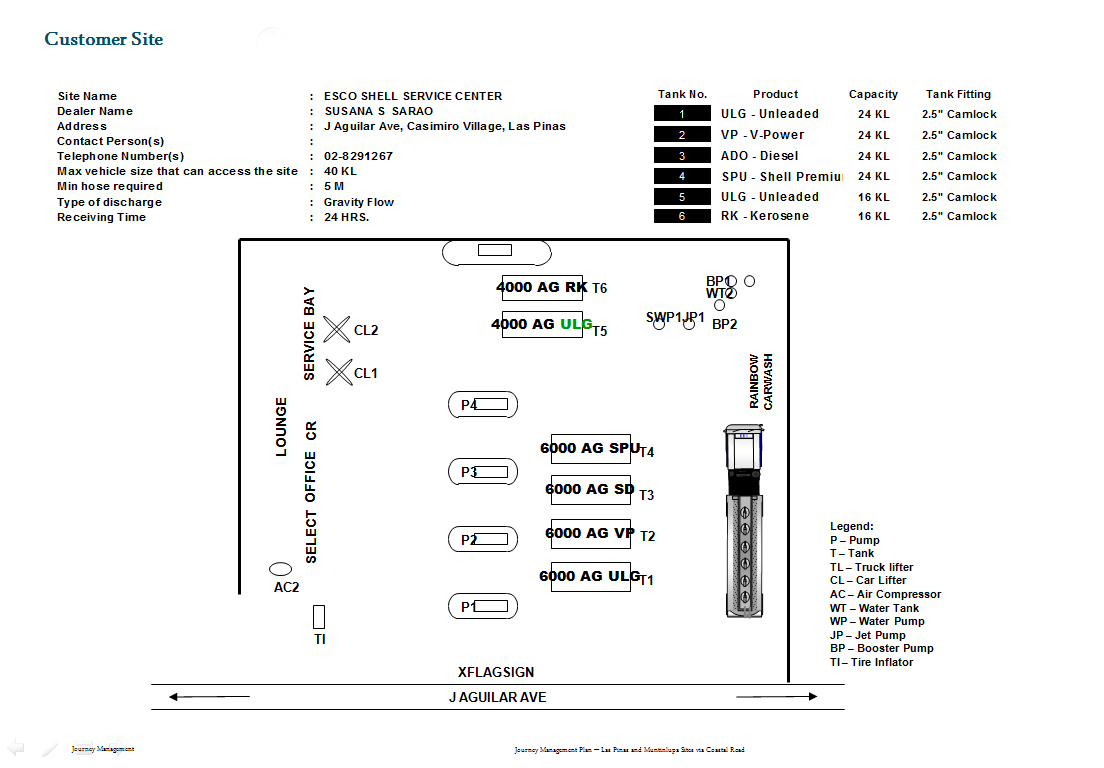 Customer Site
Site Name : ESCO SHELL SERVICE CENTER
Dealer Name : SUSANA S SARAO
Address : J Aguilar Ave, Casimiro Village, Las Pinas
Contact Person(s) :
Telephone Number(s) : 02-8291267
Max vehicle size that can access the site : 40 KL
Min hose required : 5 M
Type of discharge : Gravity Flow
Receiving Time : 24 HRS.
Tank No. Product Capacity Tank Fitting
1 ULG - Unleaded 24 KL 2.5" Camlock
2 VP - V-Power 24 KL 2.5" Camlock
3 ADO - Diesel 24 KL 2.5" Camlock
4 SPU - Shell Premiu 24 KL 2.5" Camlock
5 ULG - Unleaded 16 KL 2.5" Camlock
6 RK - Kerosene 16 KL 2.5" Camlock
4000 AG RK T6
4000 AG ULG T5
BP1
WT2
SWP1 JP1 BP2
SERVICE BAY
CL2
CL1
RAINBOW
CARWASH
LOUNGE
SELECT OFFICE CR
P4
P3
P2
P1
6000 AG SPU T4
6000 AG SD T3
6000 AG VP T2
6000 AG ULG T1
AC2
TI
XFLAGSIGN
J AGUILAR AVE
Legend:
P – Pump
T – Tank
TL – Truck lifter
CL – Car Lifter
AC – Air Compressor
WT – Water Tank
WP – Water Pump
JP – Jet Pump
BP – Booster Pump
TI – Tire Inflator
Journey Management
Journey Management Plan – Las Pinas and Muntinlupa Sites via Coastal Road